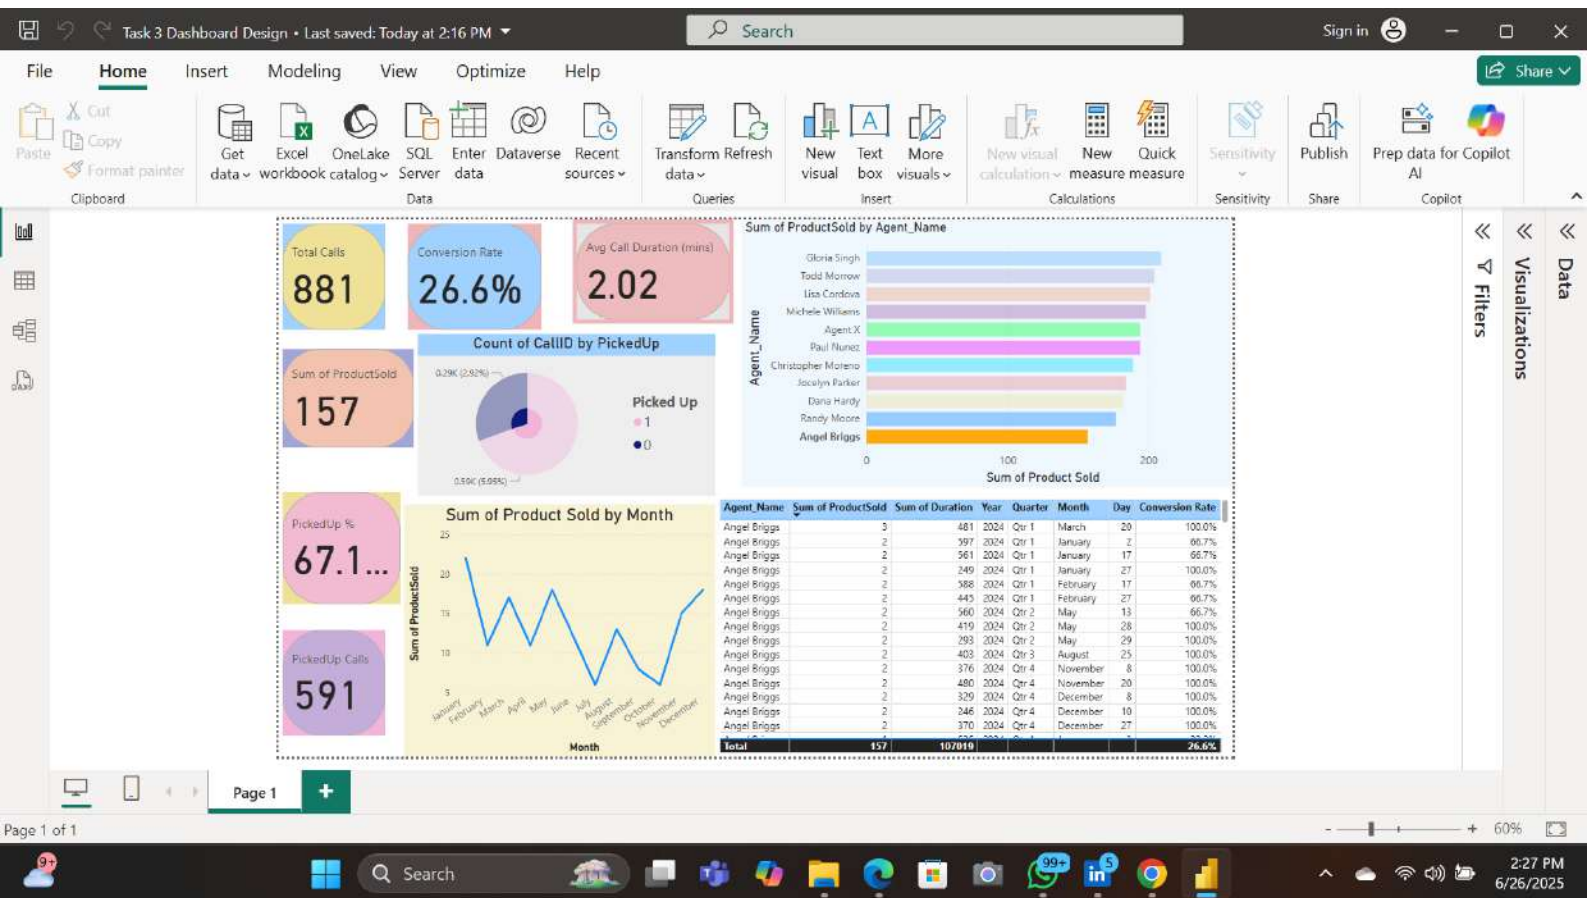 Task 3 Dashboard Design • Last saved: Today at 2:16 PM
Search
Sign in
File Home Insert Modeling View Optimize Help
Share
Paste
Cut
Copy
Format painter
Get data
Excel workbook
OneLake catalog
SQL Server
Enter data
Dataverse
Recent sources
Transform data
Refresh
New visual
Text box
More visuals
New visual calculation
New measure
Quick measure
Sensitivity
Publish
Prep data for AI
Copilot
Clipboard Data Queries Insert Calculations Sensitivity Share Copilot
Total Calls
881
Conversion Rate
26.6%
Avg Call Duration (mins)
2.02
Sum of ProductSold
157
PickedUp %
67.1...
PickedUp Calls
591
Count of CallID by PickedUp
0.29K (2.92%)
0.59K (5.95%)
Picked Up
1
0
Sum of Product Sold by Month
Sum of ProductSold
25
20
15
10
5
January
February
March
April
May
June
July
August
September
October
November
December
Month
Sum of ProductSold by Agent_Name
Agent_Name
Gloria Singh
Todd Morrow
Lisa Cordova
Michele Williams
Agent X
Paul Nunez
Christopher Moreno
Jocelyn Parker
Dana Hardy
Randy Moore
Angel Briggs
0 100 200
Sum of Product Sold
Agent_Name Sum of ProductSold Sum of Duration Year Quarter Month Day Conversion Rate
Angel Briggs 3 481 2024 Qtr 1 March 20 100.0%
Angel Briggs 2 597 2024 Qtr 1 January 2 66.7%
Angel Briggs 2 561 2024 Qtr 1 January 17 66.7%
Angel Briggs 2 249 2024 Qtr 1 January 27 100.0%
Angel Briggs 2 588 2024 Qtr 1 February 17 66.7%
Angel Briggs 2 445 2024 Qtr 1 February 27 66.7%
Angel Briggs 2 560 2024 Qtr 2 May 13 66.7%
Angel Briggs 2 419 2024 Qtr 2 May 28 100.0%
Angel Briggs 2 293 2024 Qtr 2 May 29 100.0%
Angel Briggs 2 403 2024 Qtr 3 August 25 100.0%
Angel Briggs 2 376 2024 Qtr 4 November 8 100.0%
Angel Briggs 2 480 2024 Qtr 4 November 20 100.0%
Angel Briggs 2 329 2024 Qtr 4 December 8 100.0%
Angel Briggs 2 246 2024 Qtr 4 December 10 100.0%
Angel Briggs 2 370 2024 Qtr 4 December 27 100.0%
Total 157 107019 26.6%
Filters
Visualizations
Data
Page 1
Page 1 of 1
60%
9+
Search
99+
5
2:27 PM
6/26/2025